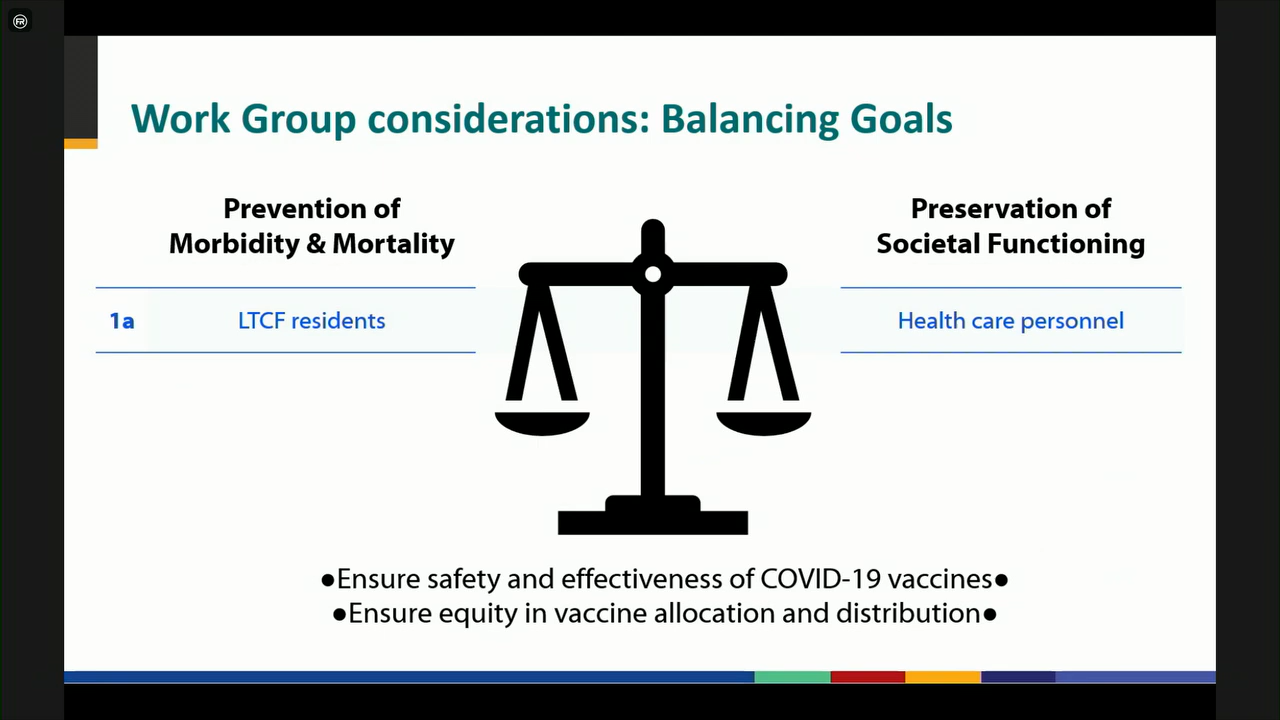 FR
Work Group considerations: Balancing Goals
Prevention of
Morbidity & Mortality
Preservation of
Societal Functioning
1a
LTCF residents
Health care personnel
●Ensure safety and effectiveness of COVID-19 vaccines●
●Ensure equity in vaccine allocation and distribution●